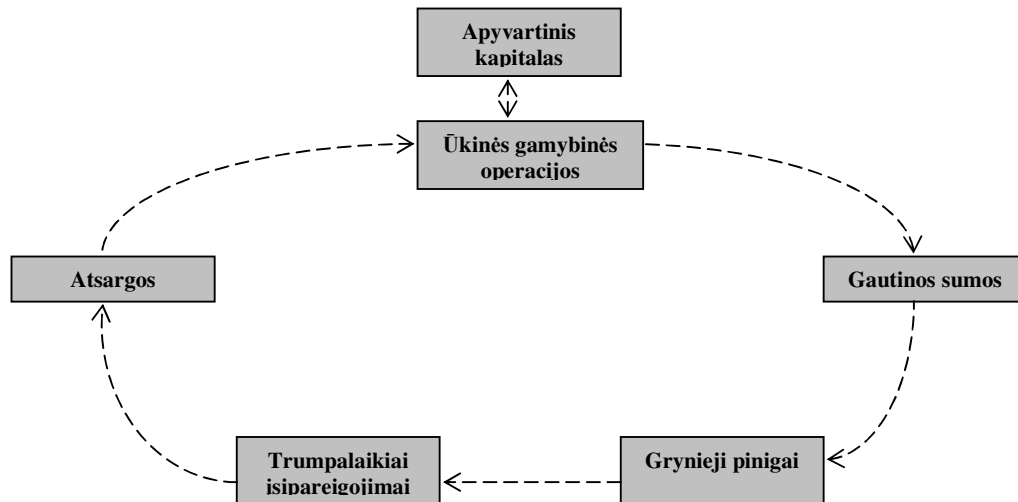 Apyvartinis
kapitalas
Ūkinės gamybinės
operacijos
Atsargos
Gautinos sumos
Trumpalaikiai
įsipareigojimai
Grynieji pinigai